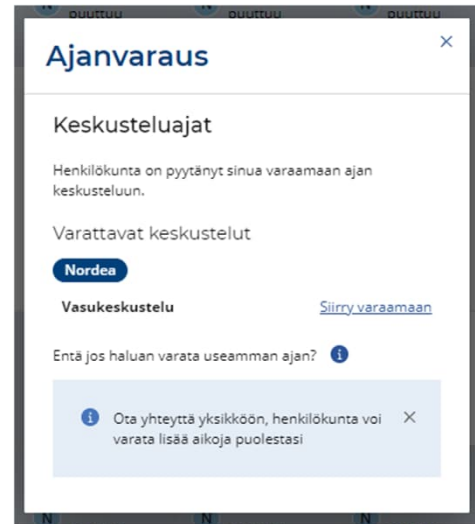 N puuttuu N puuttuu N puuttuu
Ajanvaraus
Keskusteluajat
Henkilökunta on pyytänyt sinua varaamaan ajan
keskusteluun.
Varattavat keskustelut
Nordea
Vasukeskustelu Siirry varaamaan
Entä jos haluan varata useamman ajan?
Ota yhteyttä yksikköön, henkilökunta voi
varata lisää aikoja puolestasi
N N N